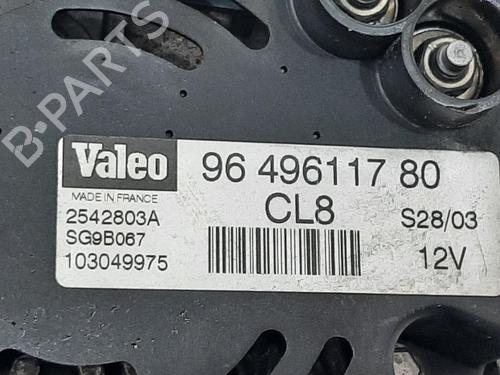 B-PARTS
Valeo 96 496117 80
MADE IN FRANCE
CL8
2542803A
S28/03
SG9B067
103049975
12V